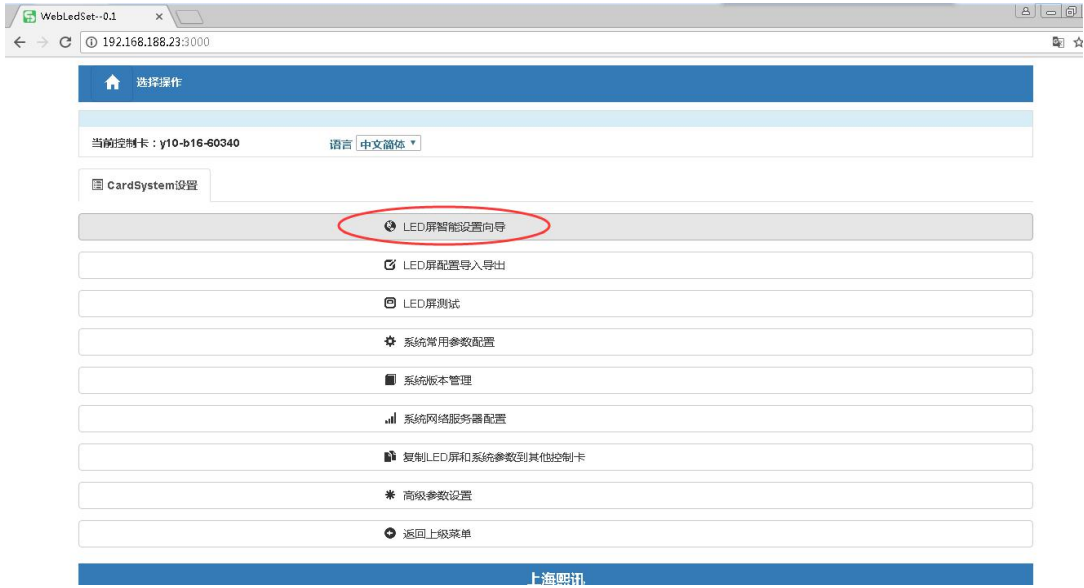 WebLedSet--0.1
192.168.188.23:3000
选择操作
当前控制卡：y10-b16-60340 语言 中文简体
CardSystem设置
LED屏智能设置向导
LED屏配置导入导出
LED屏测试
系统常用参数配置
系统版本管理
系统网络服务器配置
复制LED屏和系统参数到其他控制卡
高级参数设置
返回上级菜单
上海熙讯